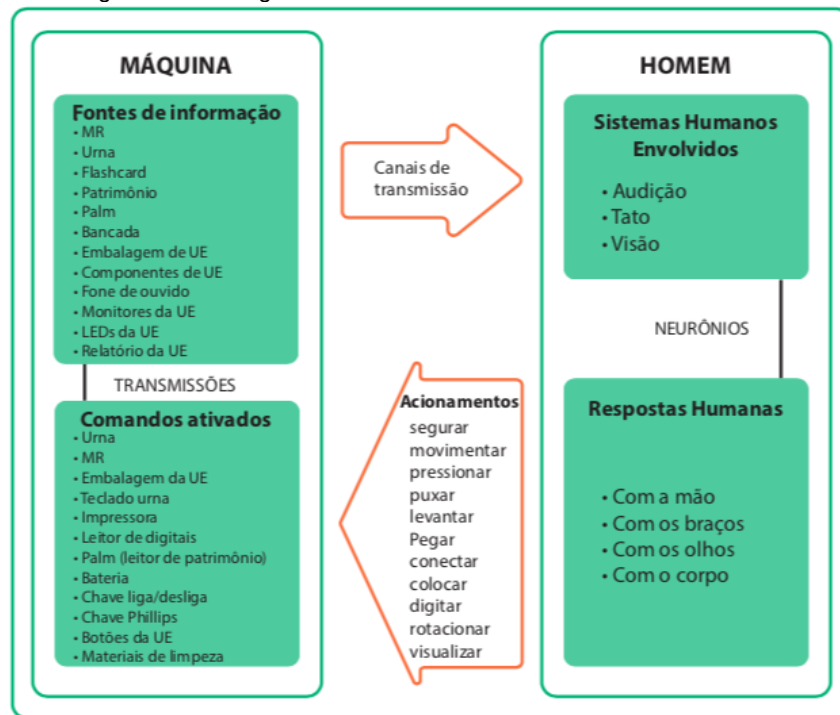 MÁQUINA
Fontes de informação
• MR
• Urna
• Flashcard
• Patrimônio
• Palm
• Bancada
• Embalagem de UE
• Componentes de UE
• Fone de ouvido
• Monitores da UE
• LEDs da UE
• Relatório da UE
TRANSMISSÕES
Comandos ativados
• Urna
• MR
• Embalagem da UE
• Teclado urna
• Impressora
• Leitor de digitais
• Palm (leitor de patrimônio)
• Bateria
• Chave liga/desliga
• Chave Phillips
• Botões da UE
• Materiais de limpeza
Canais de
transmissão
HOMEM
Sistemas Humanos
Envolvidos
• Audição
• Tato
• Visão
NEURÔNIOS
Respostas Humanas
• Com a mão
• Com os braços
• Com os olhos
• Com o corpo
Acionamentos
segurar
movimentar
pressionar
puxar
levantar
Pegar
conectar
colocar
digitar
rotacionar
visualizar